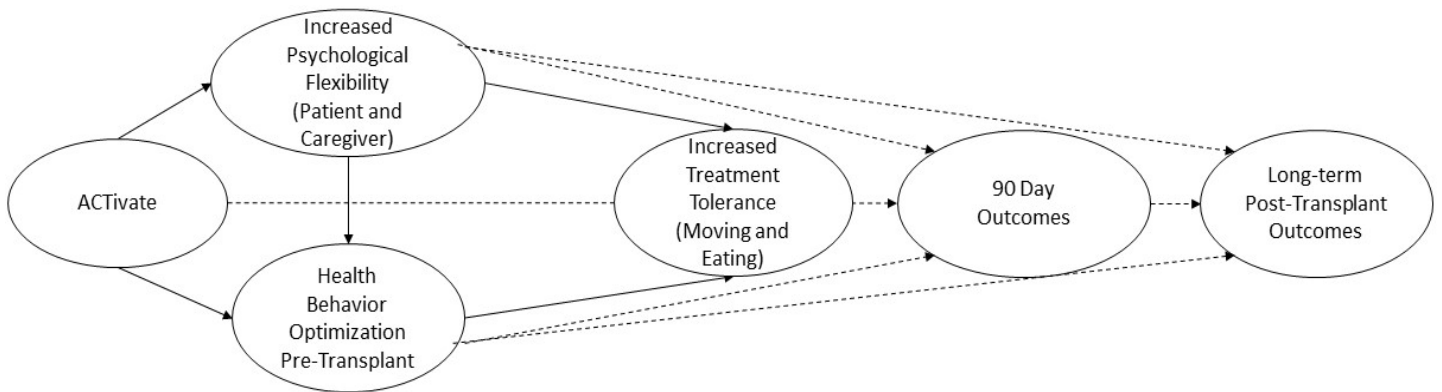 Increased
Psychological
Flexibility
(Patient and
Caregiver)
ACTivate
Health
Behavior
Optimization
Pre-Transplant
Increased
Treatment
Tolerance
(Moving and
Eating)
90 Day
Outcomes
Long-term
Post-Transplant
Outcomes